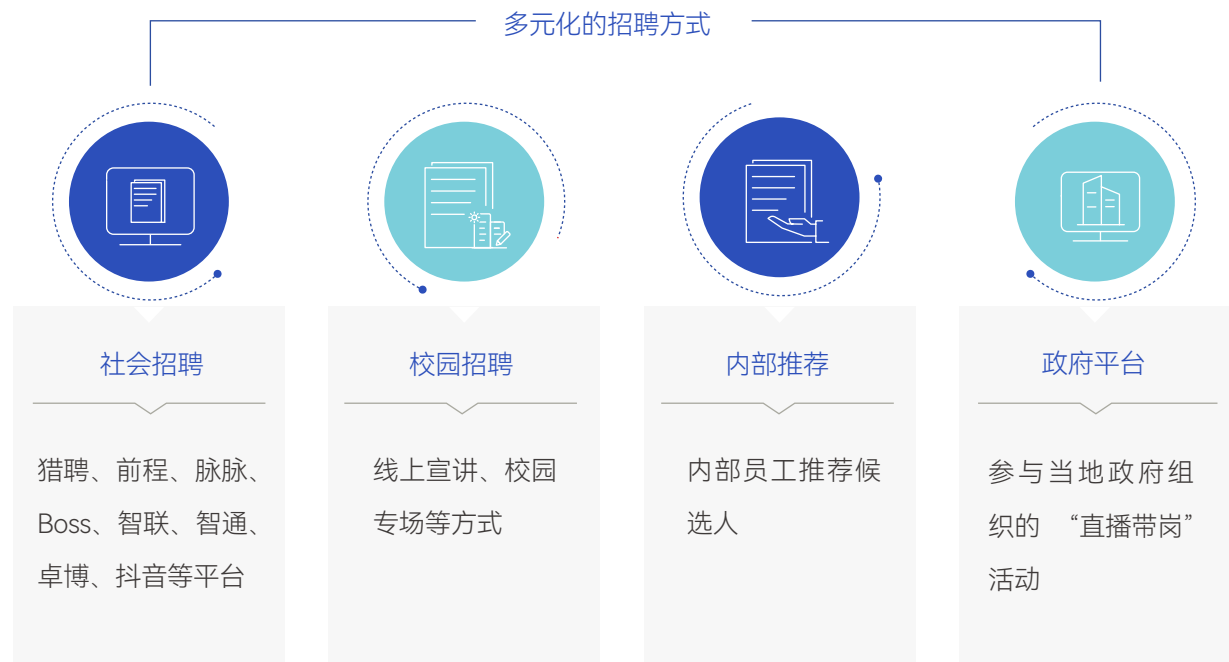 多元化的招聘方式
社会招聘
猎聘、前程、脉脉、
Boss、智联、智通、
卓博、抖音等平台
校园招聘
线上宣讲、校园
专场等方式
内部推荐
内部员工推荐候
选人
政府平台
参与当地政府组
织的 “直播带岗”
活动